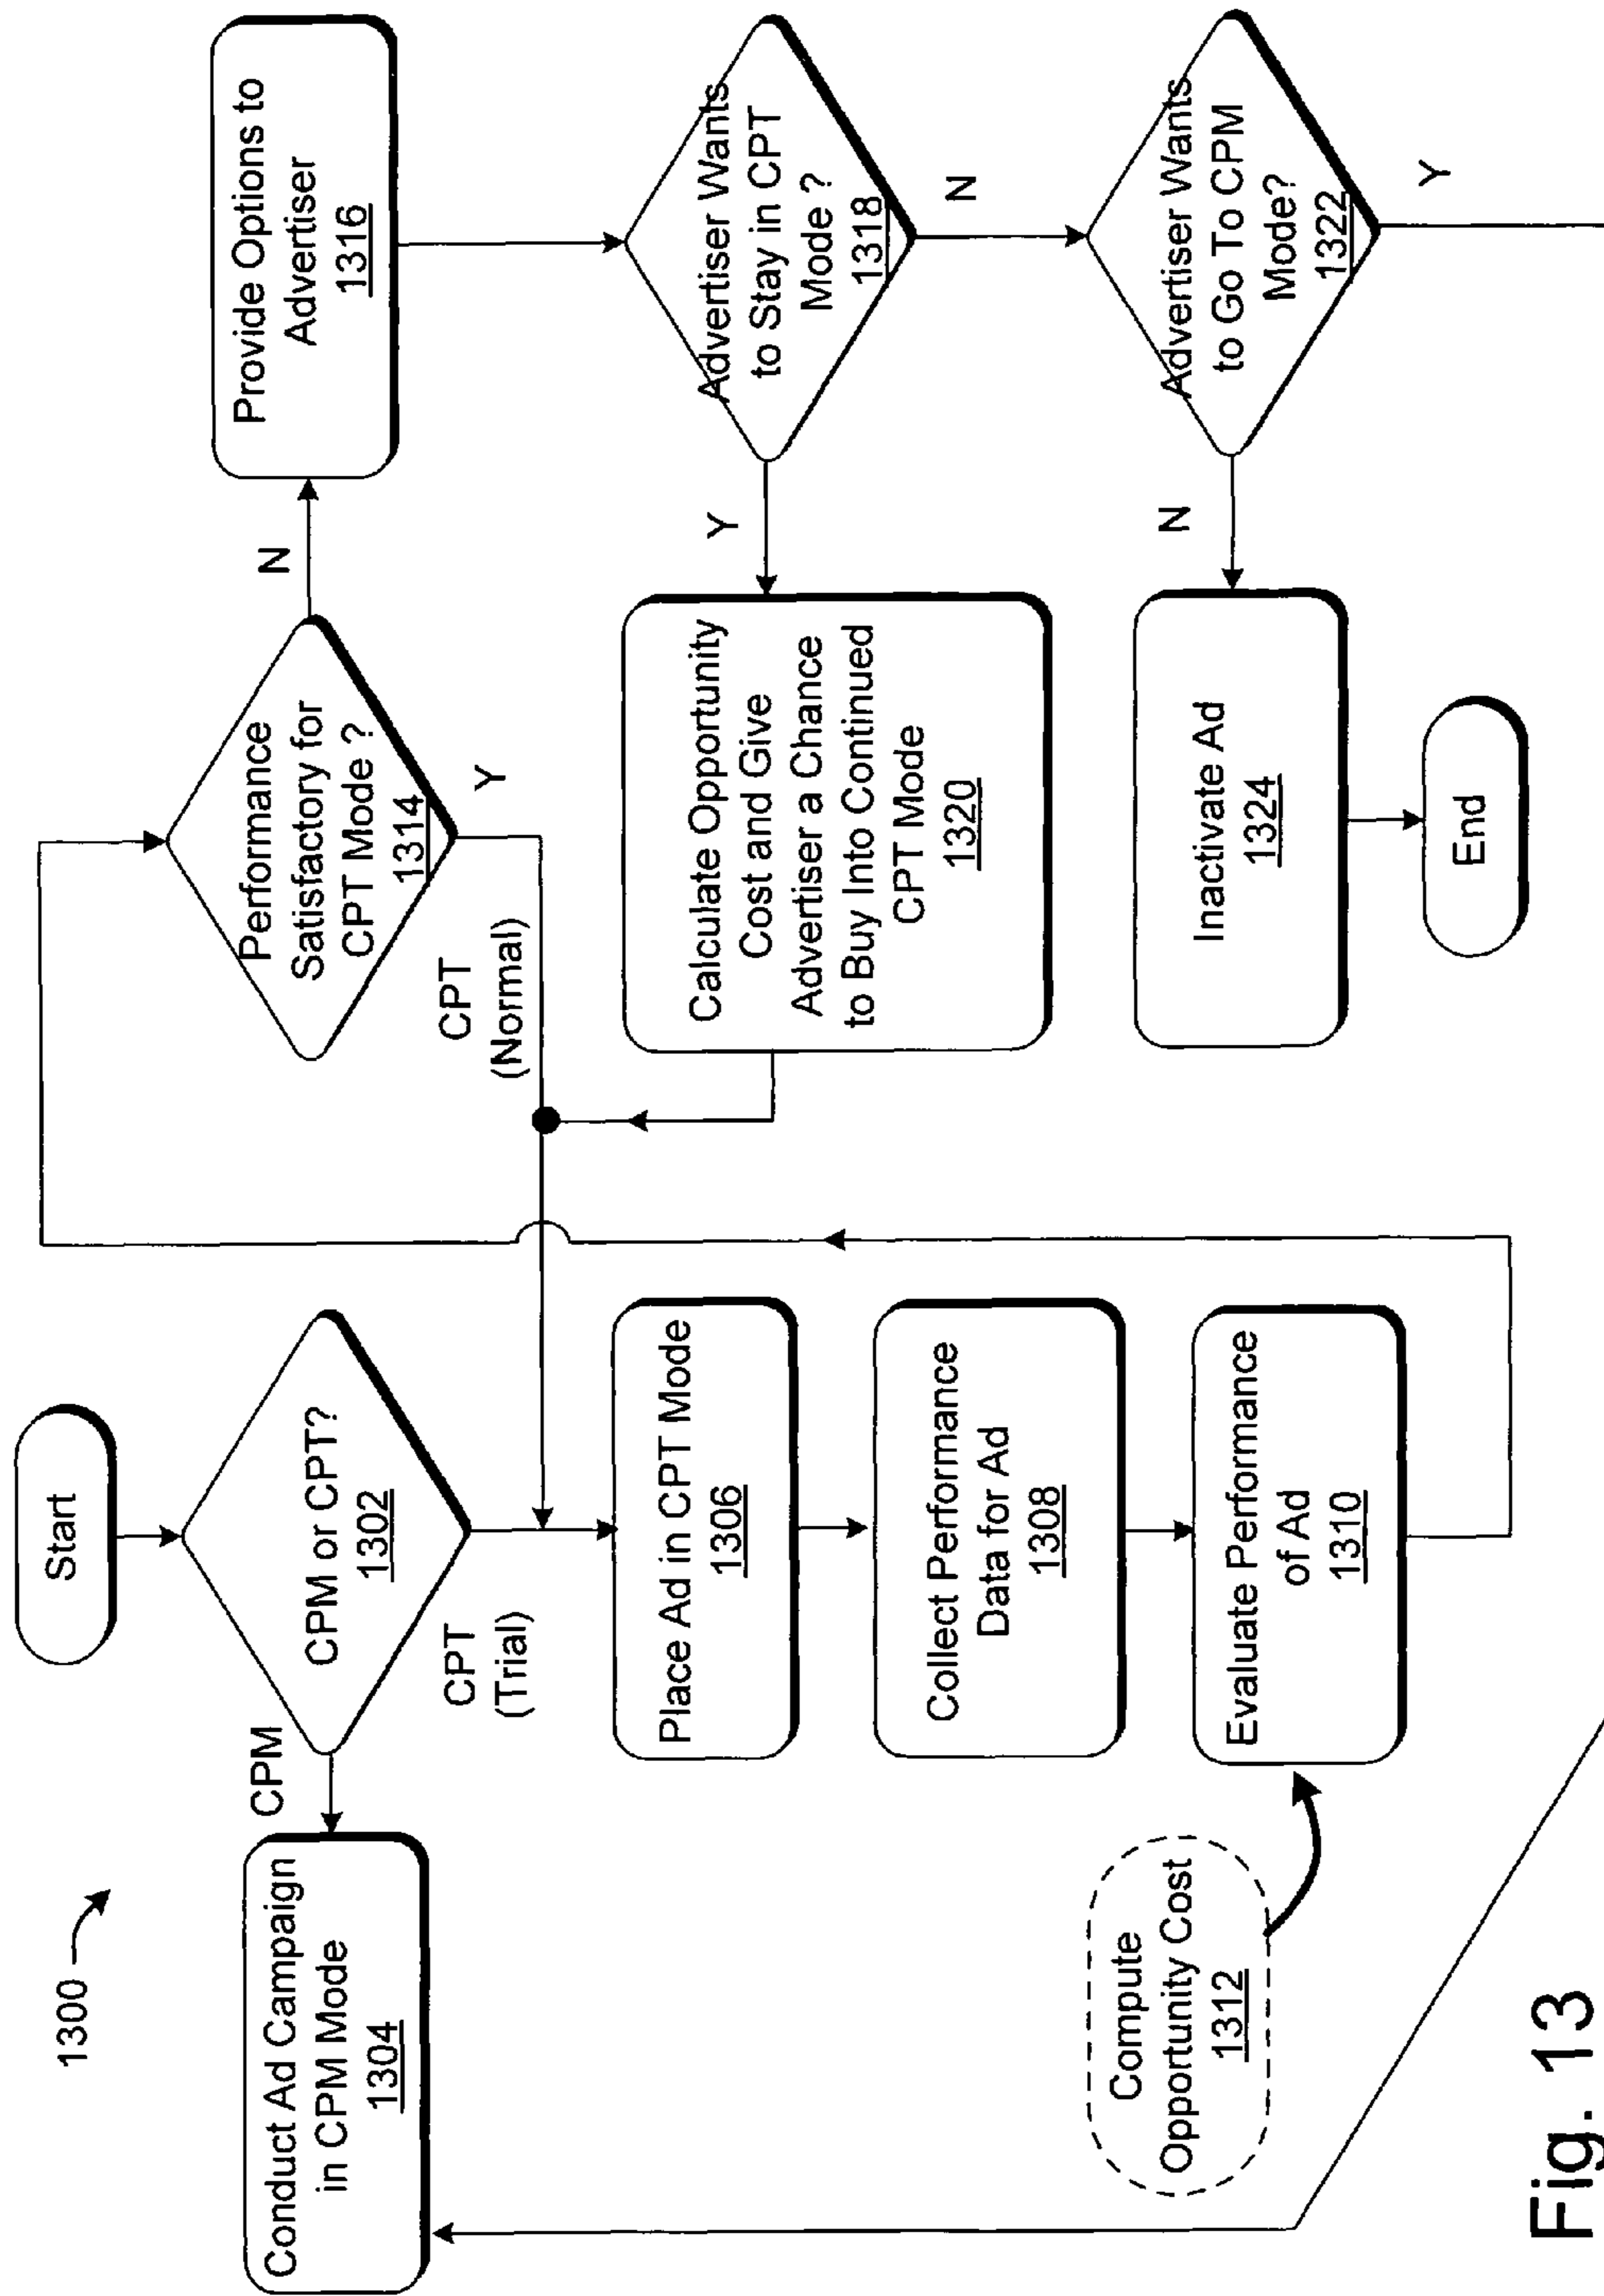 1300
Start
CPM or CPT?
1302
CPM
Conduct Ad Campaign
in CPM Mode
1304
CPT
(Trial)
Place Ad in CPT Mode
1306
Collect Performance
Data for Ad
1308
Evaluate Performance
of Ad
1310
Compute
Opportunity Cost
1312
Performance
Satisfactory for
CPT Mode ?
1314
N
Y
CPT
(Normal)
Provide Options to
Advertiser
1316
Advertiser Wants
to Stay in CPT
Mode ?
1318
Y
N
Calculate Opportunity
Cost and Give
Advertiser a Chance
to Buy Into Continued
CPT Mode
1320
Advertiser Wants
to Go To CPM
Mode?
1322
N
Y
Inactivate Ad
1324
End
Fig. 13